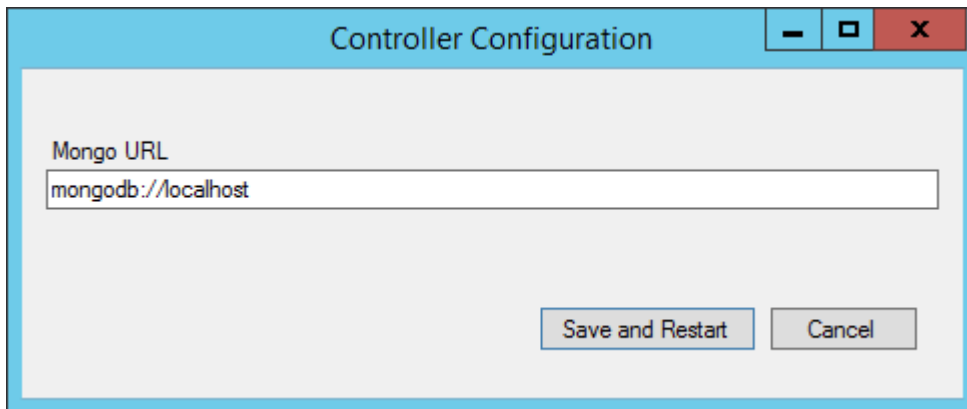 Controller Configuration
Mongo URL
mongodb://localhost
Save and Restart
Cancel